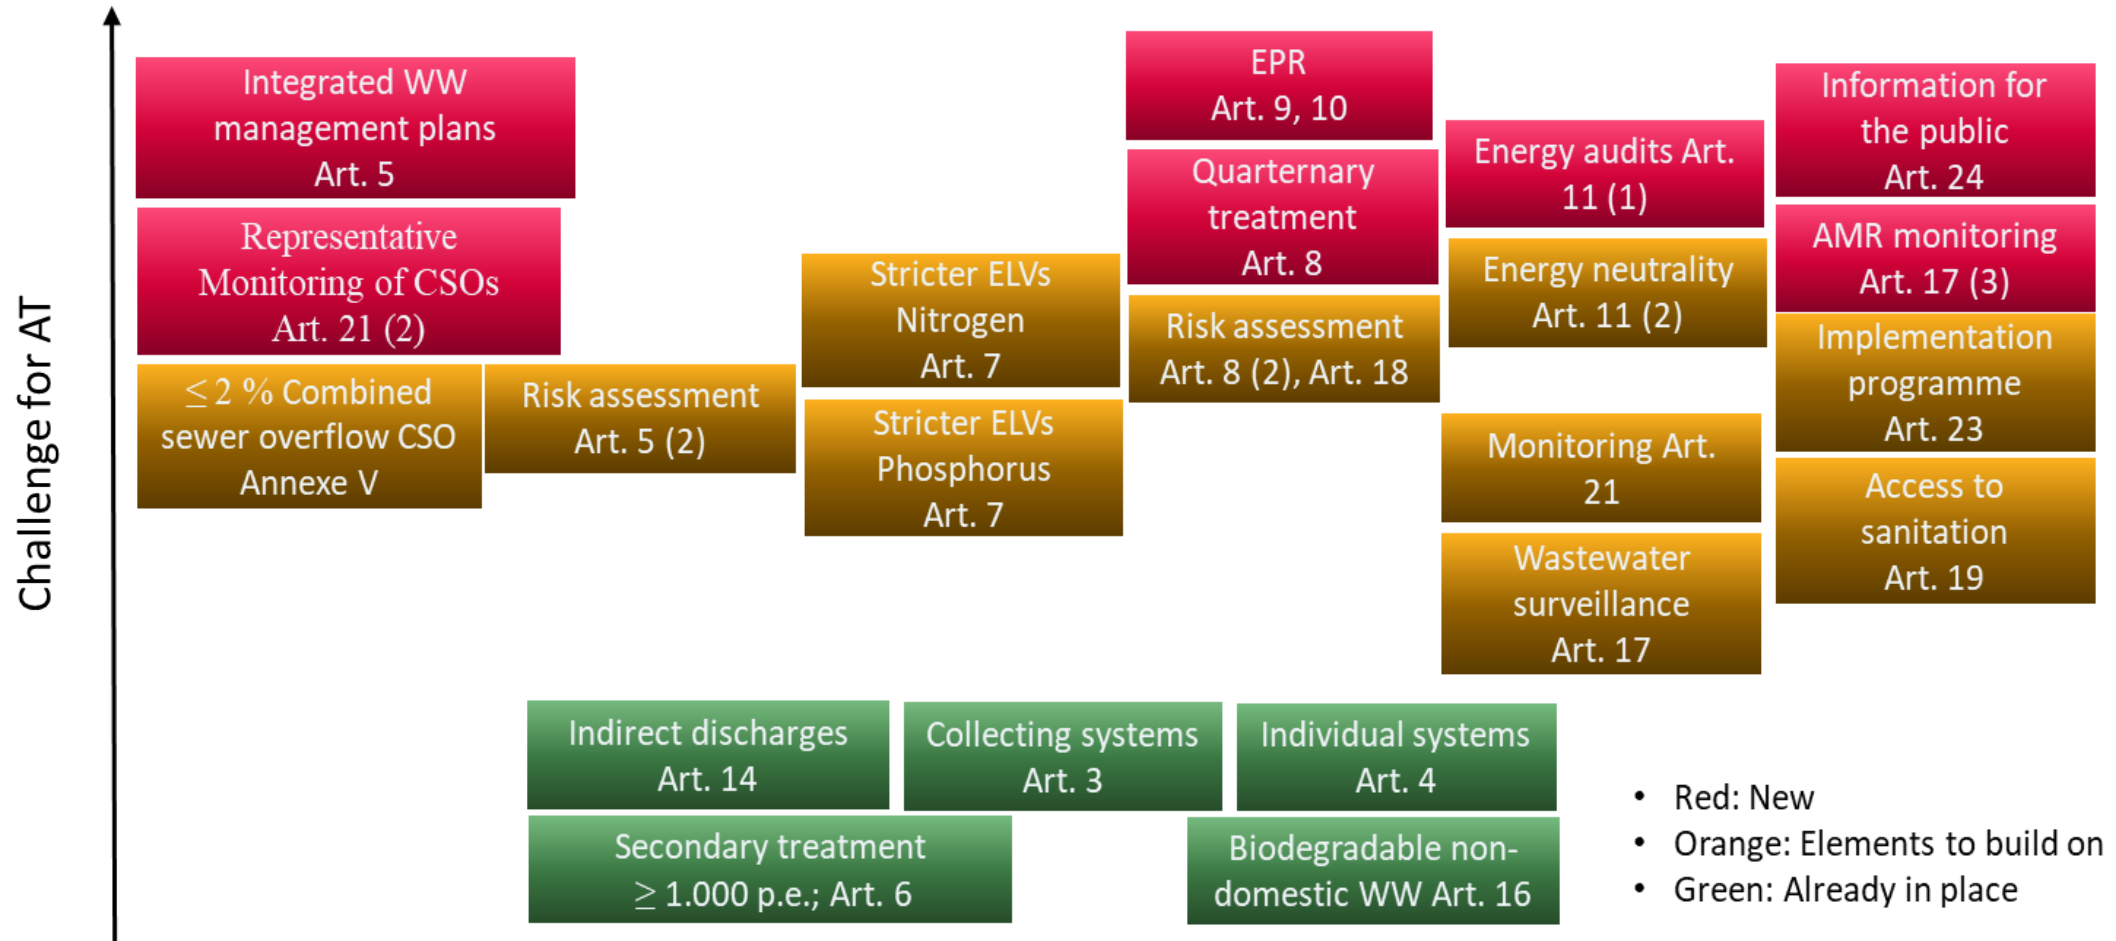 Challenge for AT
Integrated WW
management plans
Art. 5
Representative
Monitoring of CSOs
Art. 21 (2)
≤ 2 % Combined
sewer overflow CSO
Annexe V
Risk assessment
Art. 5 (2)
Stricter ELVs
Nitrogen
Art. 7
Stricter ELVs
Phosphorus
Art. 7
EPR
Art. 9, 10
Quarternary
treatment
Art. 8
Risk assessment
Art. 8 (2), Art. 18
Energy audits Art.
11 (1)
Energy neutrality
Art. 11 (2)
Monitoring Art.
21
Wastewater
surveillance
Art. 17
Information for
the public
Art. 24
AMR monitoring
Art. 17 (3)
Implementation
programme
Art. 23
Access to
sanitation
Art. 19
Indirect discharges
Art. 14
Collecting systems
Art. 3
Individual systems
Art. 4
Secondary treatment
≥ 1.000 p.e.; Art. 6
Biodegradable non-
domestic WW Art. 16
• Red: New
• Orange: Elements to build on
• Green: Already in place